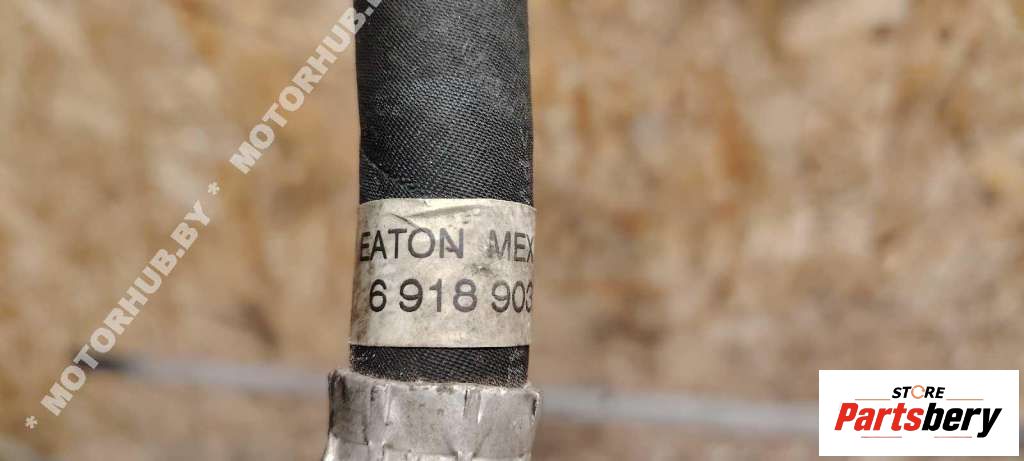 * MOTORHUB.BY * MOTORHUB.BY
EATON MEX
6 918 903
STORE
Partsbery